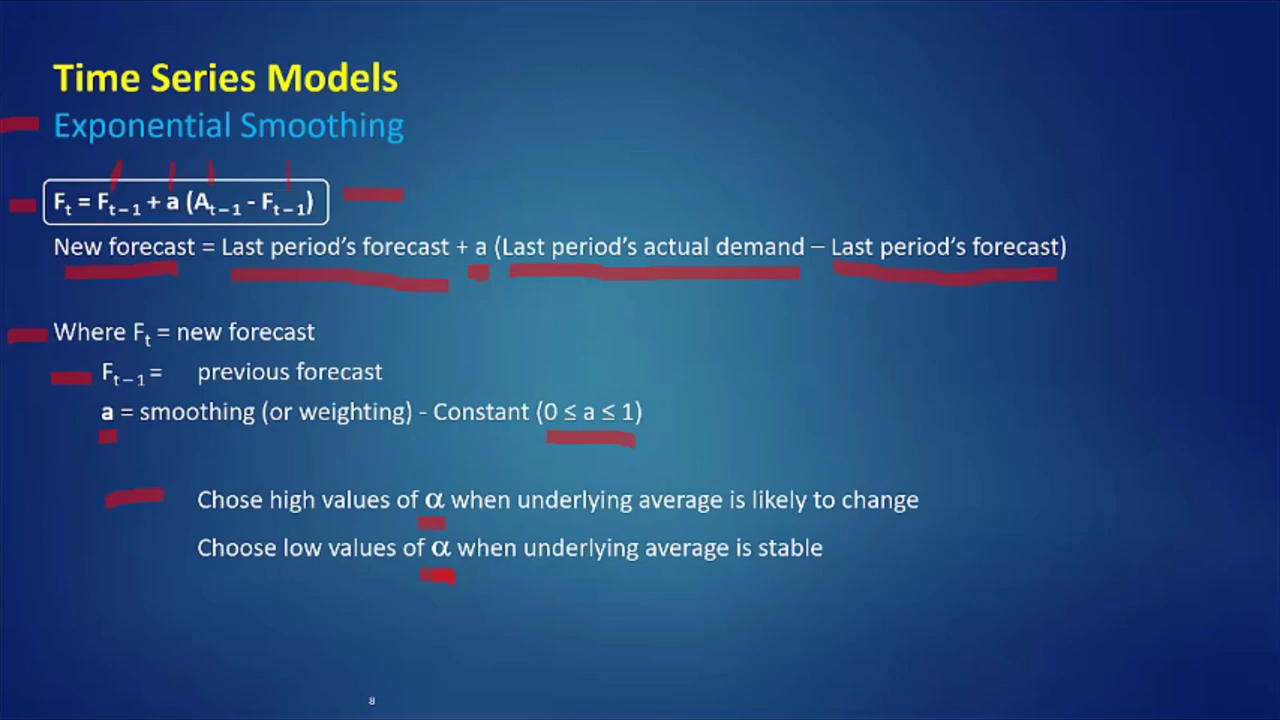 Time Series Models
Exponential Smoothing
Fₜ = Fₜ₋₁ + a (Aₜ₋₁ - Fₜ₋₁)
New forecast = Last period's forecast + a (Last period's actual demand – Last period's forecast)
Where Fₜ = new forecast
Fₜ₋₁ = previous forecast
a = smoothing (or weighting) - Constant (0 ≤ a ≤ 1)
Chose high values of α when underlying average is likely to change
Choose low values of α when underlying average is stable
8